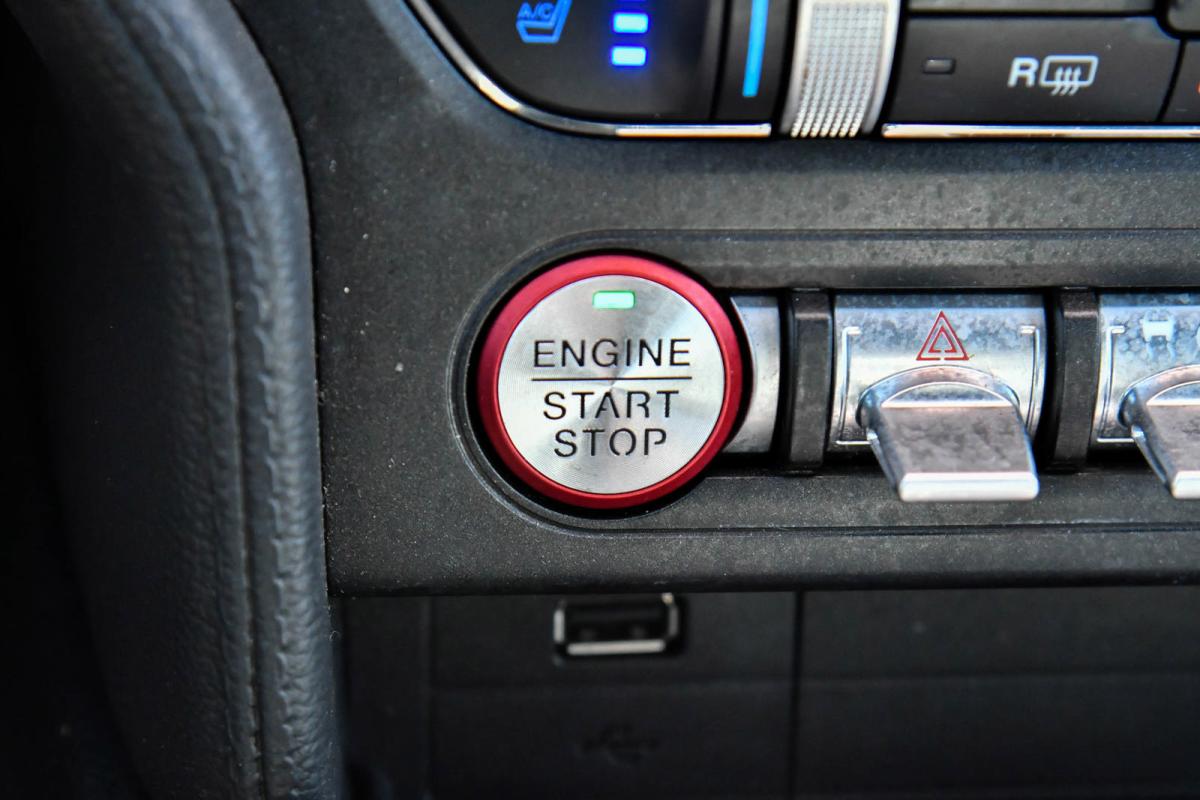 A/C
R
ENGINE
START
STOP